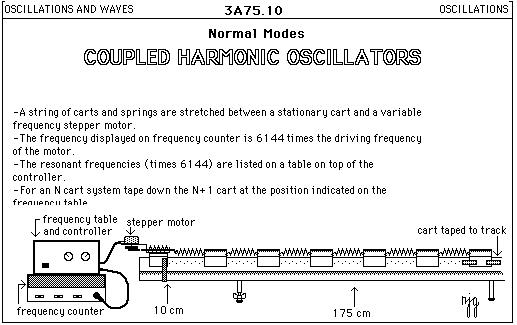 OSCILLATIONS AND WAVES
3A75.10
OSCILLATIONS
Normal Modes
COUPLED HARMONIC OSCILLATORS
-A string of carts and springs are stretched between a stationary cart and a variable
frequency stepper motor.
-The frequency displayed on frequency counter is 6144 times the driving frequency
of the motor.
-The resonant frequencies (times 6144) are listed on a table on top of the
controller.
-For an N cart system tape down the N+1 cart at the position indicated on the
frequency table
frequency table
and controller
stepper motor
cart taped to track
frequency counter
10 cm
175 cm
njg